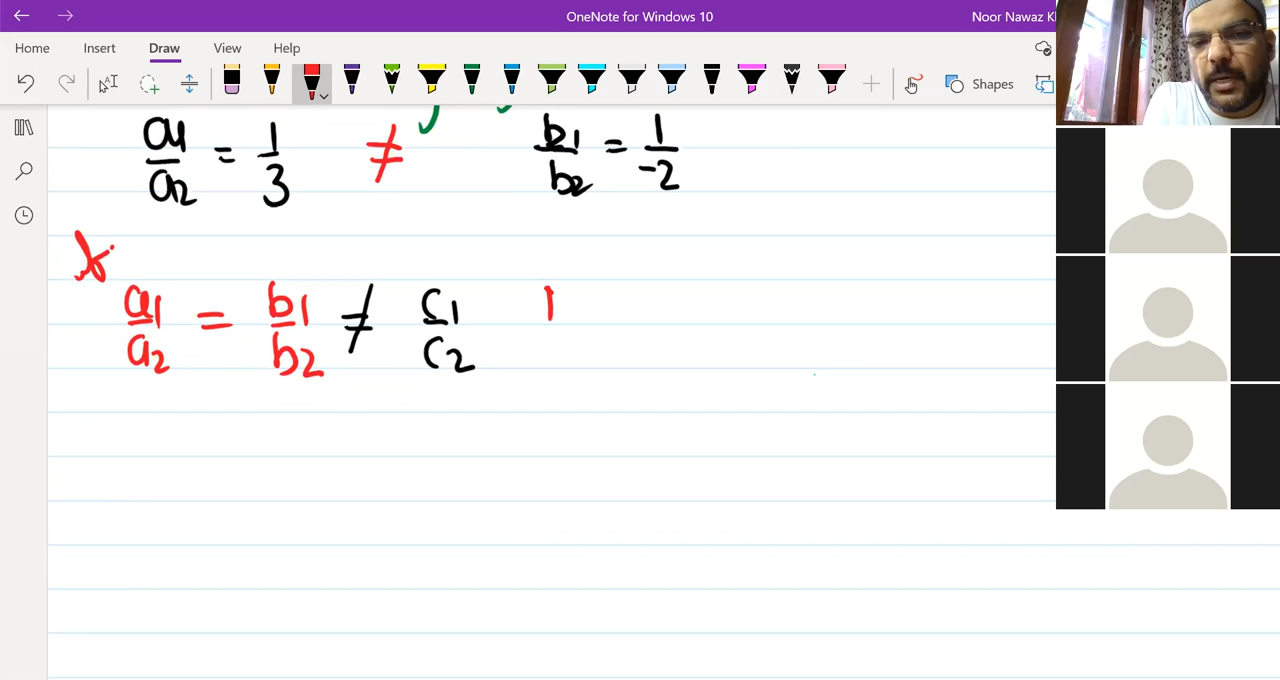 OneNote for Windows 10
Noor Nawaz K
Home Insert Draw View Help
Shapes
a1/a2 = 1/3 ≠ b1/b2 = 1/-2
a1/a2 = b1/b2 ≠ c1/c2